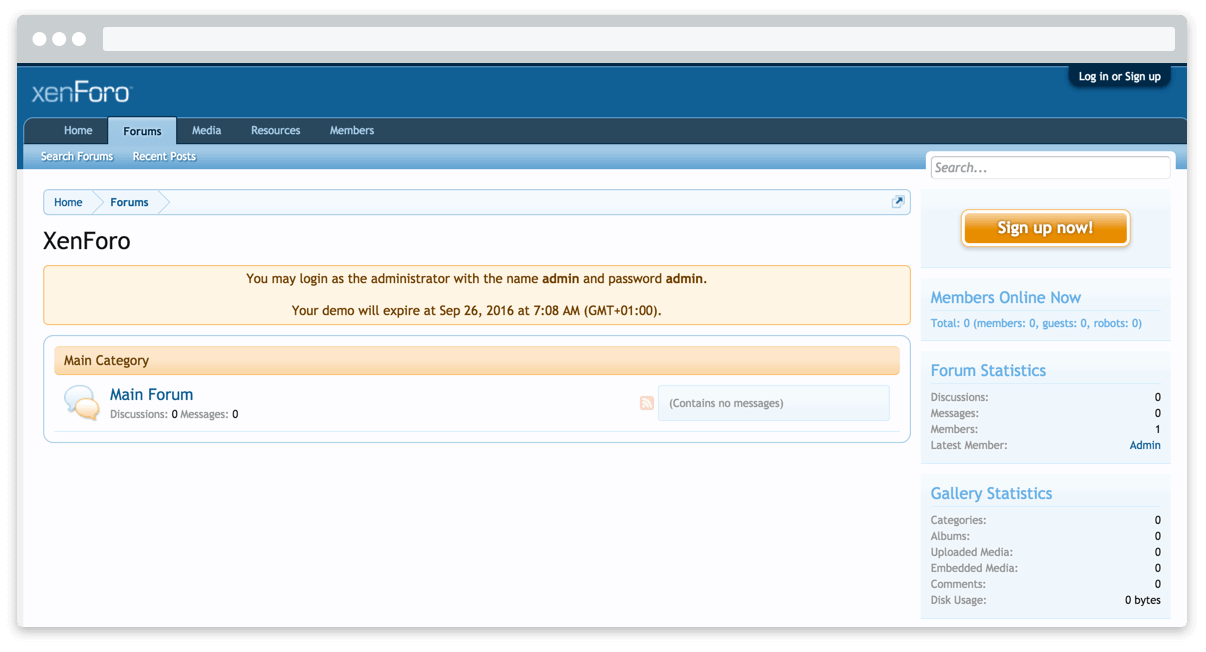 Log in or Sign up
xenForo
Home Forums Media Resources Members
Search Forums Recent Posts
Search...
Home Forums
XenForo
You may login as the administrator with the name admin and password admin.
Your demo will expire at Sep 26, 2016 at 7:08 AM (GMT+01:00).
Main Category
Main Forum
Discussions: 0 Messages: 0
(Contains no messages)
Sign up now!
Members Online Now
Total: 0 (members: 0, guests: 0, robots: 0)
Forum Statistics
Discussions: 0
Messages: 0
Members: 1
Latest Member: Admin
Gallery Statistics
Categories: 0
Albums: 0
Uploaded Media: 0
Embedded Media: 0
Comments: 0
Disk Usage: 0 bytes